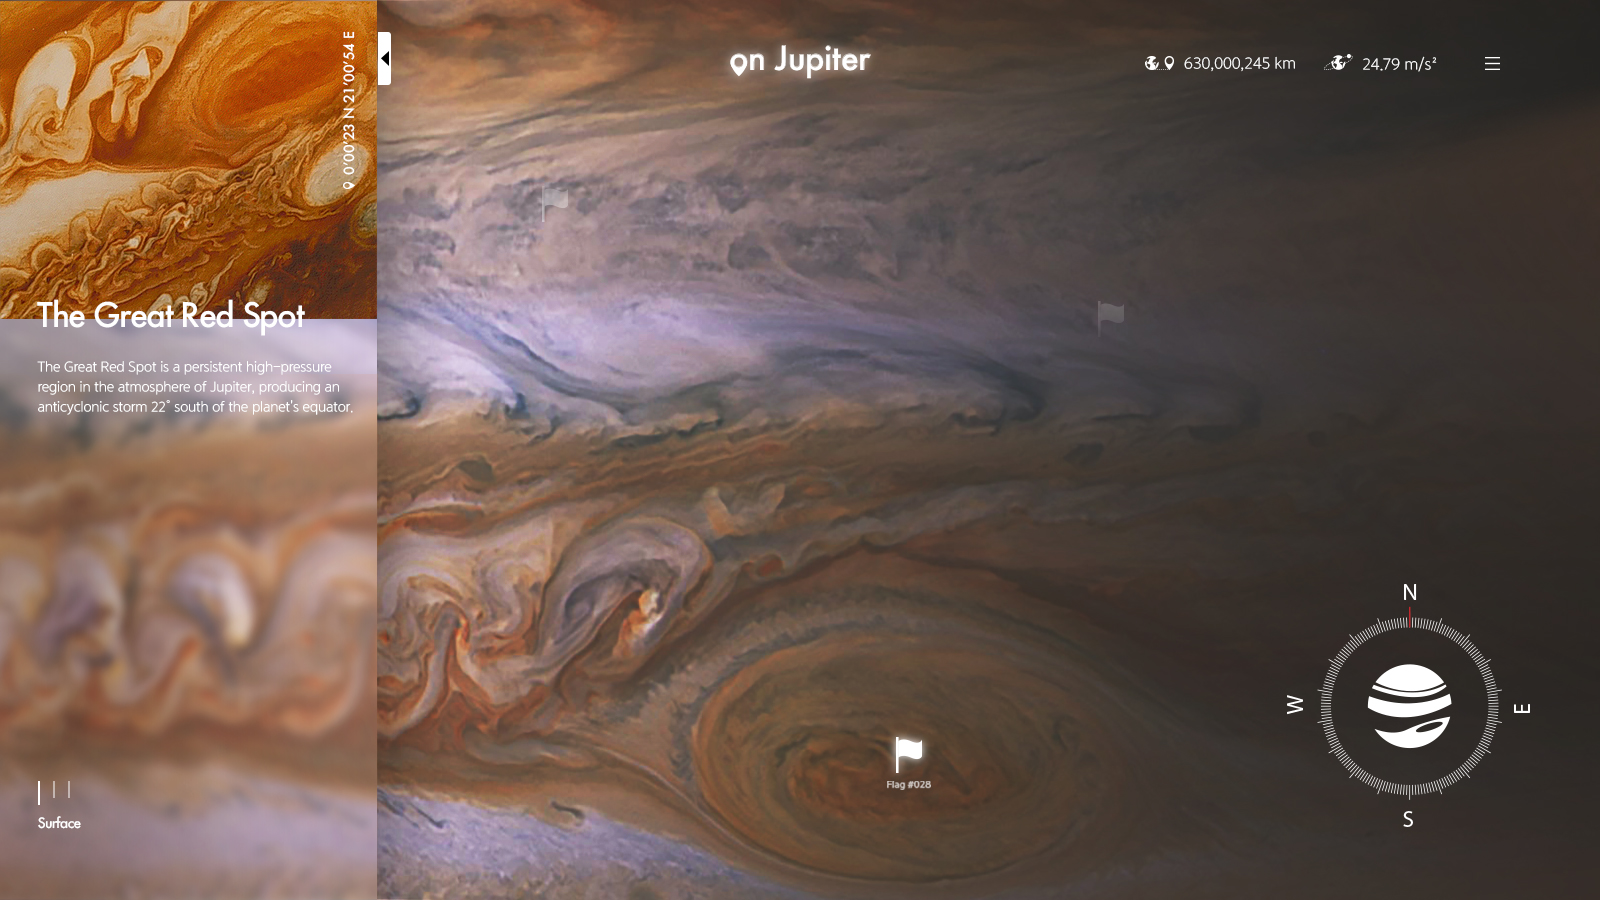 on Jupiter
630,000,245 km
24.79 m/s²
0°00'23 N 21°00'54 E
The Great Red Spot
The Great Red Spot is a persistent high-pressure
region in the atmosphere of Jupiter, producing an
anticyclonic storm 22° south of the planet's equator.
Flag #028
N
W
E
S
Surface